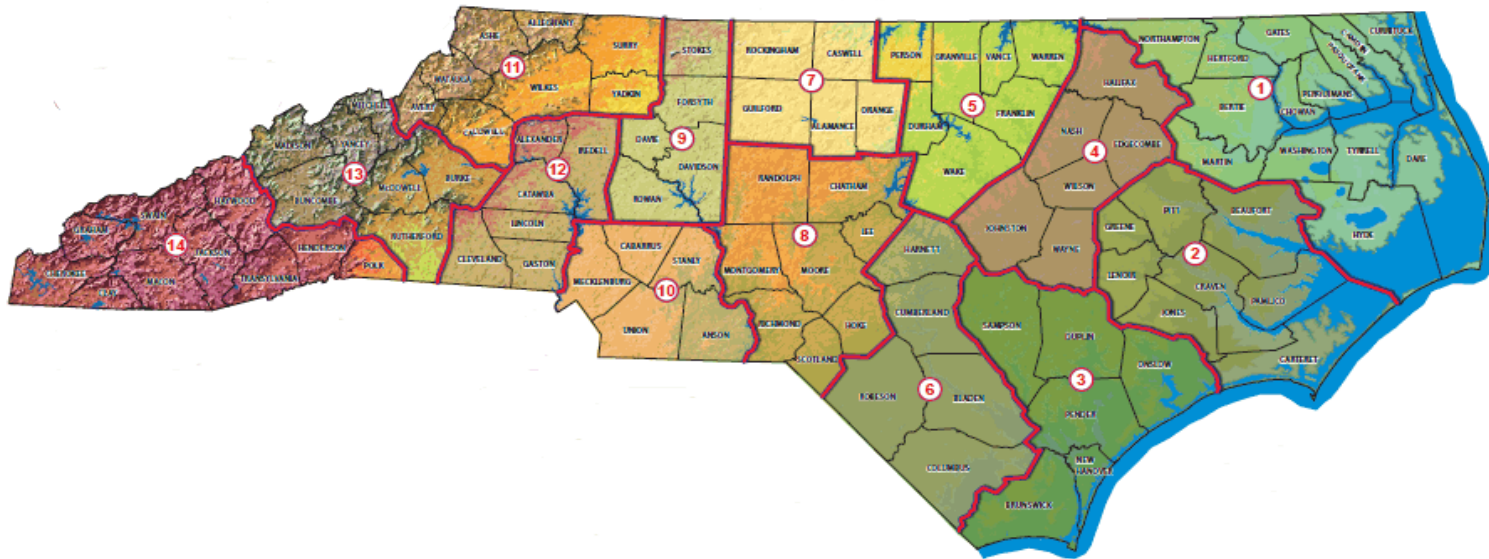 ALLEGHANY
ASHE
SURRY
STOKES
ROCKINGHAM
CASWELL
PERSON
GRANVILLE
VANCE
WARREN
NORTHAMPTON
GATES
CAMDEN
CURRITUCK
PASQUOTANK
HERTFORD
11
WATAUGA
WILKES
YADKIN
FORSYTH
7
GUILFORD
ALAMANCE
ORANGE
5
DURHAM
FRANKLIN
HALIFAX
1
BERTIE
PERQUIMANS
CHOWAN
MITCHELL
AVERY
CALDWELL
ALEXANDER
IREDELL
DAVIE
9
DAVIDSON
NASH
EDGECOMBE
4
MADISON
YANCEY
13
McDOWELL
BURKE
12
CATAWBA
ROWAN
RANDOLPH
CHATHAM
WAKE
WILSON
MARTIN
WASHINGTON
TYRRELL
DARE
BUNCOMBE
HAYWOOD
SWAIN
GRAHAM
14
JACKSON
HENDERSON
RUTHERFORD
LINCOLN
CLEVELAND
GASTON
POLK
CABARRUS
STANLY
8
LEE
HARNETT
JOHNSTON
WAYNE
GREENE
PITT
BEAUFORT
HYDE
CHEROKEE
MACON
CLAY
TRANSYLVANIA
MECKLENBURG
10
MONTGOMERY
MOORE
LENOIR
2
CRAVEN
PAMLICO
UNION
ANSON
RICHMOND
HOKE
CUMBERLAND
SAMPSON
DUPLIN
JONES
SCOTLAND
ONSLOW
CARTERET
6
3
ROBESON
BLADEN
PENDER
COLUMBUS
NEW
HANOVER
BRUNSWICK